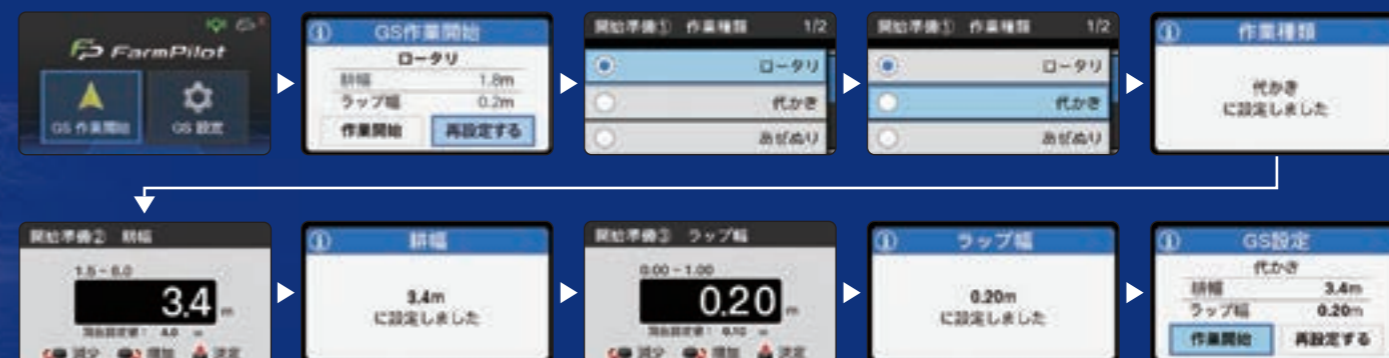 FarmPilot
GS 作業開始
GS 設定
GS作業開始
ロータリ
耕幅 1.8m
ラップ幅 0.2m
作業開始 再設定する
開始準備① 作業種類 1/2
ロータリ
代かき
あぜぬり
開始準備① 作業種類 1/2
ロータリ
代かき
あぜぬり
作業種類
代かき
に設定しました
開始準備② 耕幅
1.5 - 6.0
3.4 m
現在設定値: 4.0 m
減少 増加 決定
耕幅
3.4m
に設定しました
開始準備③ ラップ幅
0.00 - 1.00
0.20 m
現在設定値: 0.10 m
減少 増加 決定
ラップ幅
0.20m
に設定しました
GS設定
代かき
耕幅 3.4m
ラップ幅 0.20m
作業開始 再設定する